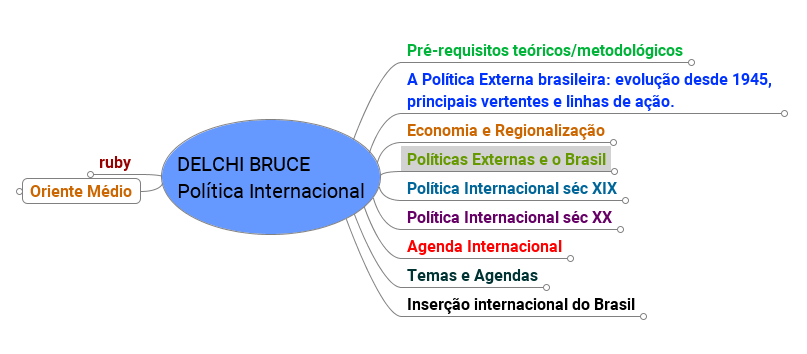 Pré-requisitos teóricos/metodológicos
A Política Externa brasileira: evolução desde 1945,
principais vertentes e linhas de ação.
Economia e Regionalização
Políticas Externas e o Brasil
Política Internacional séc XIX
Política Internacional séc XX
Agenda Internacional
Temas e Agendas
Inserção internacional do Brasil
DELCHI BRUCE
Política Internacional
ruby
Oriente Médio